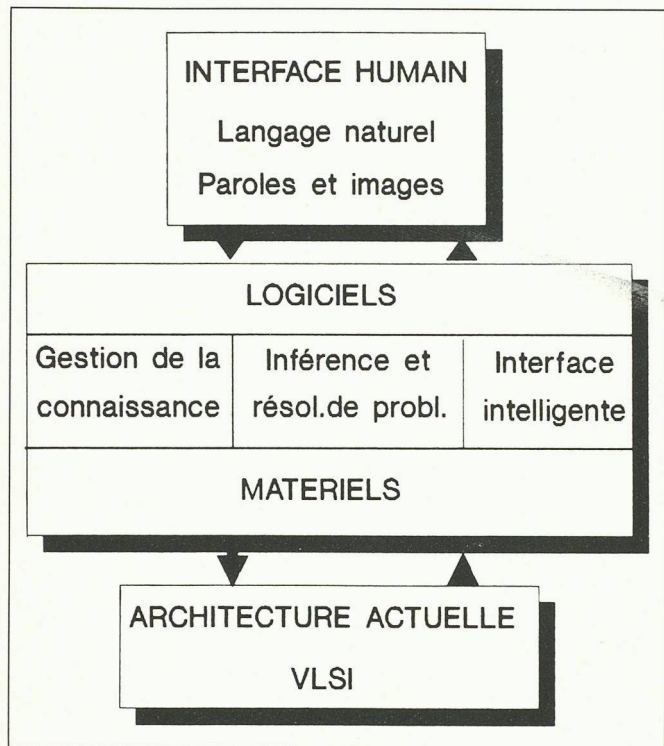 INTERFACE HUMAIN
Langage naturel
Paroles et images
LOGICIELS
Gestion de la
connaissance
Inférence et
résol.de probl.
Interface
intelligente
MATERIELS
ARCHITECTURE ACTUELLE
VLSI